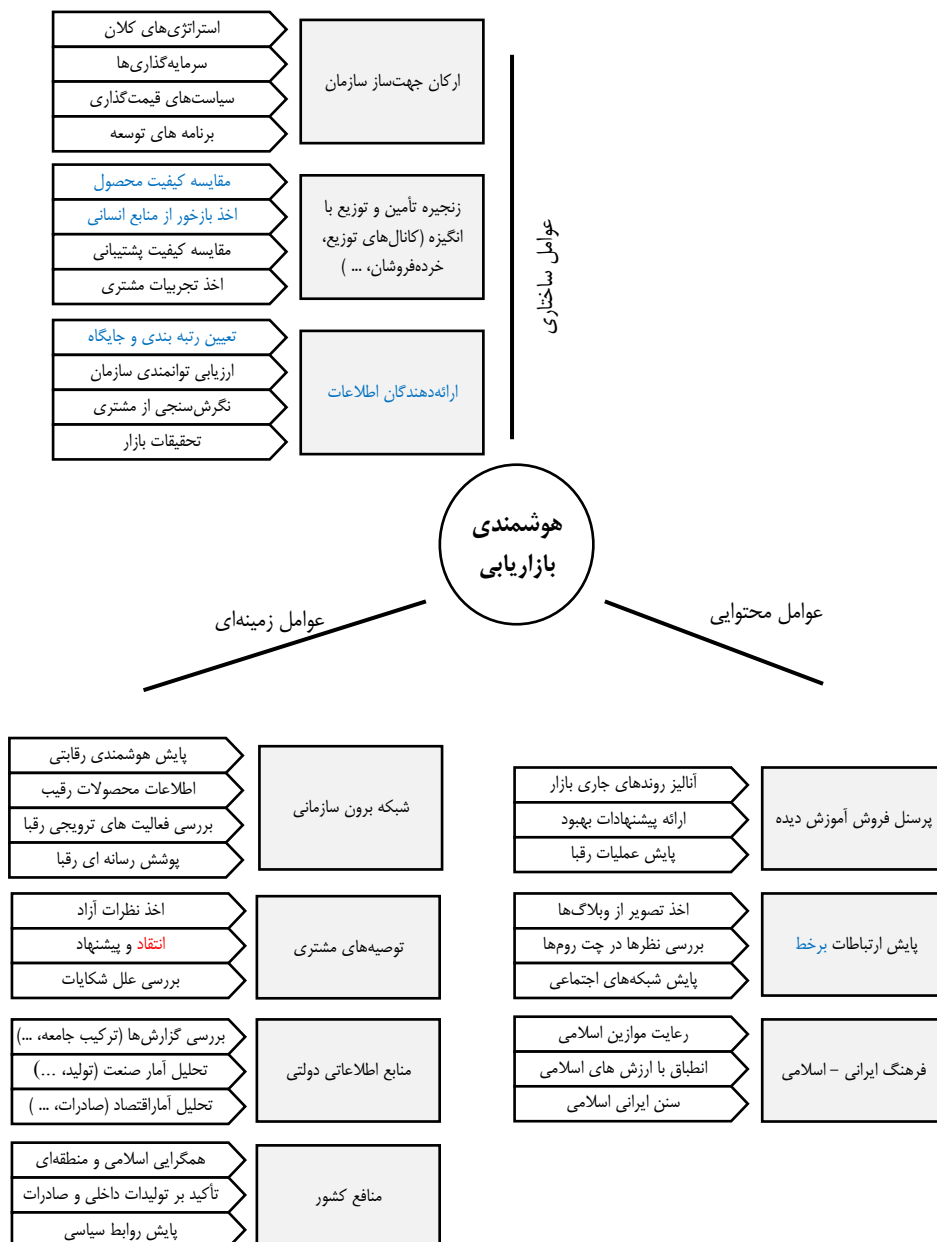 ارکان جهت‌ساز سازمان
استراتژی‌های کلان
سرمایه‌گذاری‌ها
سیاست‌های قیمت‌گذاری
برنامه های توسعه
زنجیره تأمین و توزیع با
انگیزه (کانال‌های توزیع،
خرده‌فروشان، ... )
مقایسه کیفیت محصول
اخذ بازخور از منابع انسانی
مقایسه کیفیت پشتیبانی
اخذ تجربیات مشتری
ارائه‌دهندگان اطلاعات
تعیین رتبه بندی و جایگاه
ارزیابی توانمندی سازمان
نگرش‌سنجی از مشتری
تحقیقات بازار
عوامل ساختاری
هوشمندی
بازاریابی
عوامل محتوایی
عوامل زمینه‌ای
پرسنل فروش آموزش دیده
آنالیز روندهای جاری بازار
ارائه پیشنهادات بهبود
پایش عملیات رقبا
پایش ارتباطات برخط
اخذ تصویر از وبلاگ‌ها
بررسی نظرها در چت روم‌ها
پایش شبکه‌های اجتماعی
فرهنگ ایرانی – اسلامی
رعایت موازین اسلامی
انطباق با ارزش های اسلامی
سنن ایرانی اسلامی
شبکه برون سازمانی
پایش هوشمندی رقابتی
اطلاعات محصولات رقیب
بررسی فعالیت های ترویجی رقبا
پوشش رسانه ای رقبا
توصیه‌های مشتری
اخذ نظرات آزاد
انتقاد و پیشنهاد
بررسی علل شکایات
منابع اطلاعاتی دولتی
بررسی گزارش‌ها (ترکیب جامعه، ...)
تحلیل آمار صنعت (تولید، ...)
تحلیل آماراقتصاد (صادرات، ... )
منافع کشور
همگرایی اسلامی و منطقه‌ای
تأکید بر تولیدات داخلی و صادرات
پایش روابط سیاسی